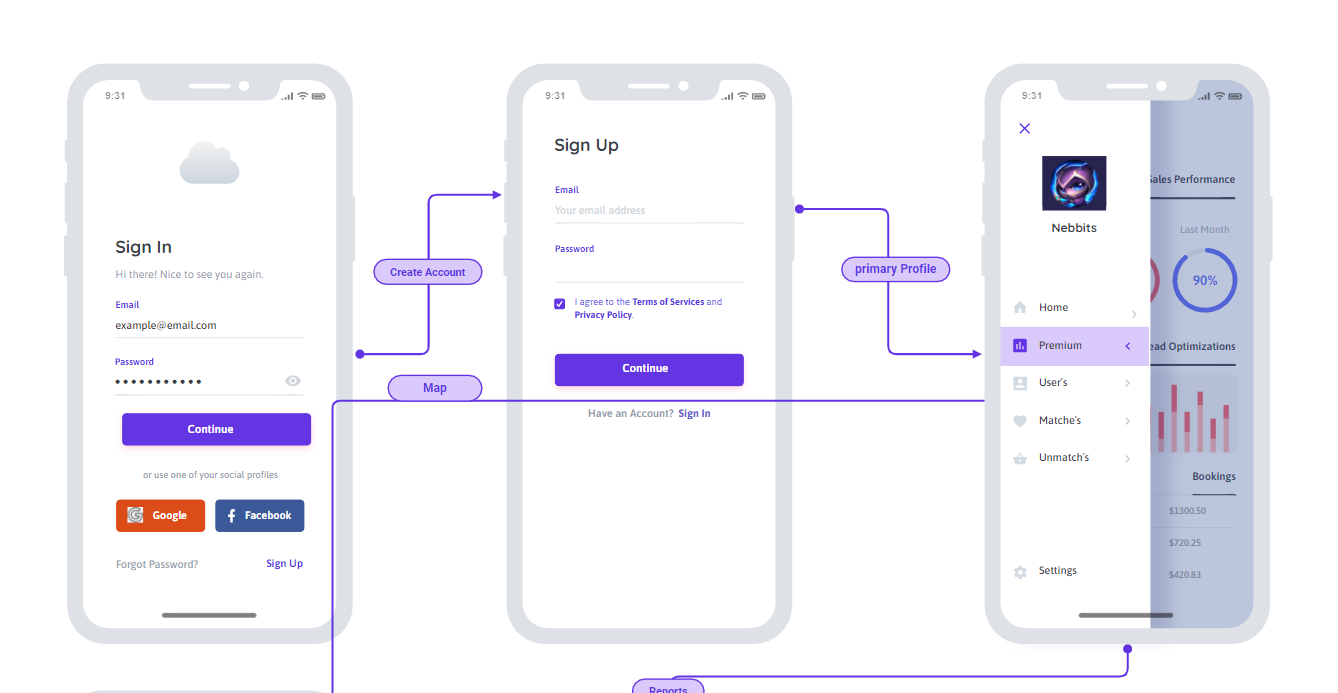 9:31
Sign In
Hi there! Nice to see you again.
Email
example@email.com
Password
Continue
or use one of your social profiles
Google
Facebook
Forgot Password?
Sign Up
Create Account
Map
9:31
Sign Up
Email
Your email address
Password
I agree to the Terms of Services and
Privacy Policy.
Continue
Have an Account? Sign In
primary Profile
9:31
Nebbits
Home
Premium
User's
Matche's
Unmatch's
Settings
Sales Performance
Last Month
90%
ead Optimizations
Bookings
$1300.50
$720.25
$420.83
Reports